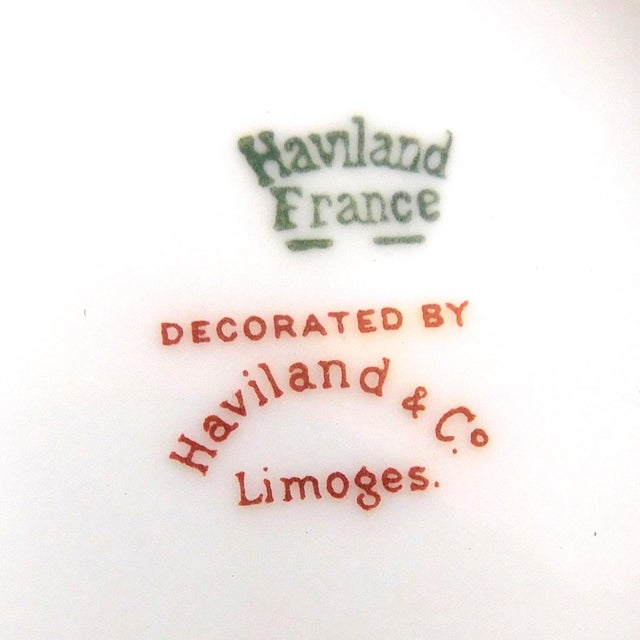 Haviland
France
DECORATED BY
Haviland & Co.
Limoges.